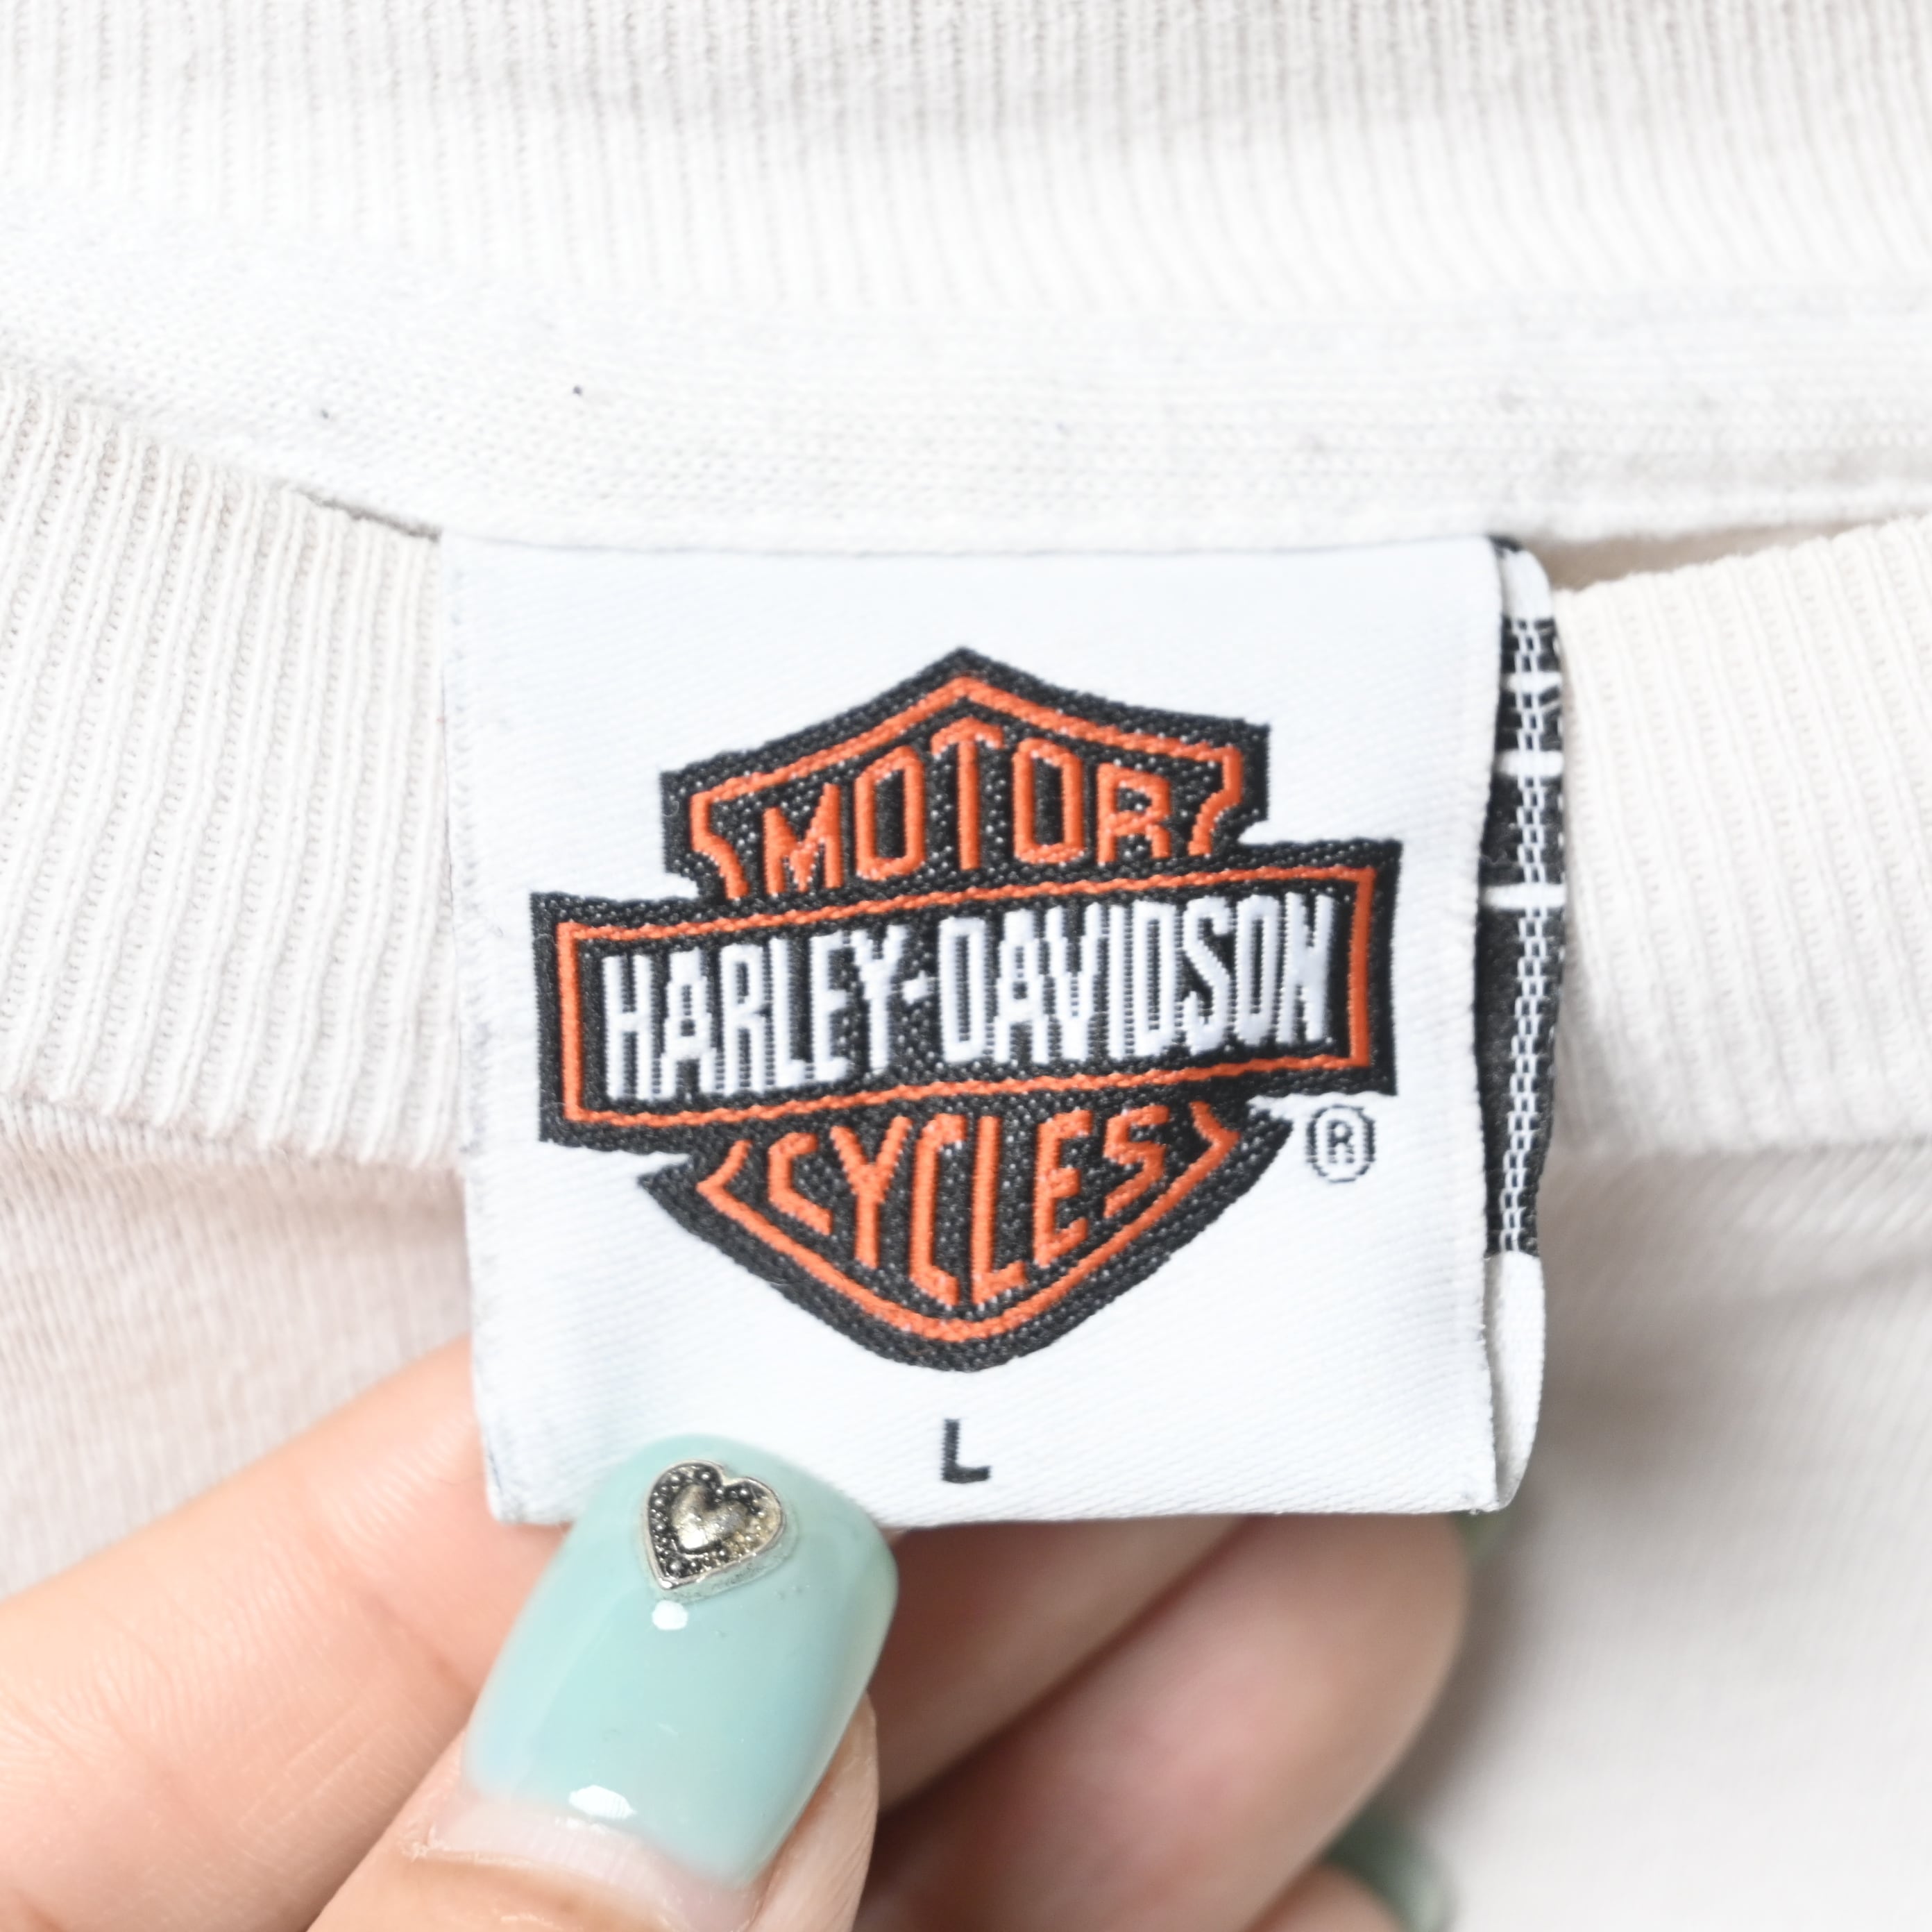 MOTOR
HARLEY-DAVIDSON
CYCLES
®
L